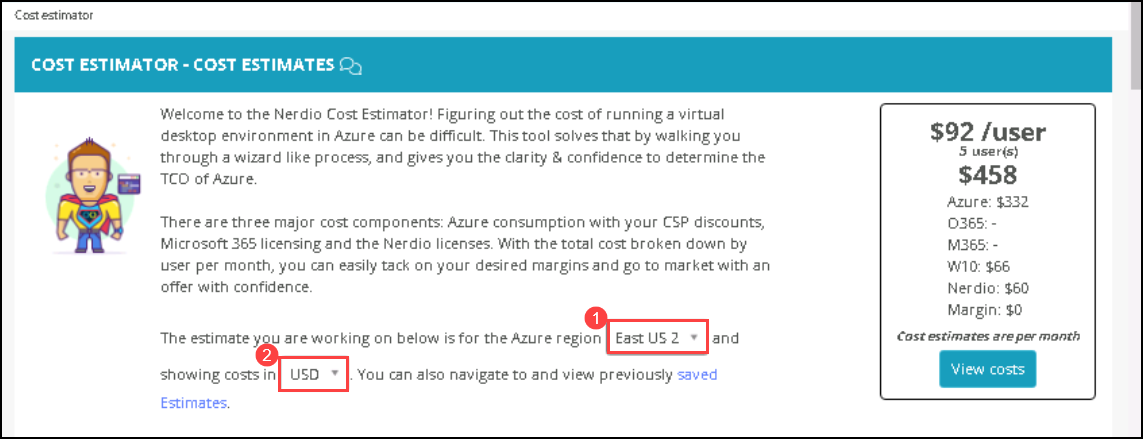 Cost estimator
COST ESTIMATOR - COST ESTIMATES
Welcome to the Nerdio Cost Estimator! Figuring out the cost of running a virtual
desktop environment in Azure can be difficult. This tool solves that by walking you
through a wizard like process, and gives you the clarity & confidence to determine the
TCO of Azure.
There are three major cost components: Azure consumption with your CSP discounts,
Microsoft 365 licensing and the Nerdio licenses. With the total cost broken down by
user per month, you can easily tack on your desired margins and go to market with an
offer with confidence.
1
The estimate you are working on below is for the Azure region East US 2 and
2
showing costs in USD . You can also navigate to and view previously saved
Estimates.
$92 /user
5 user(s)
$458
Azure: $332
O365: -
M365: -
W10: $66
Nerdio: $60
Margin: $0
Cost estimates are per month
View costs